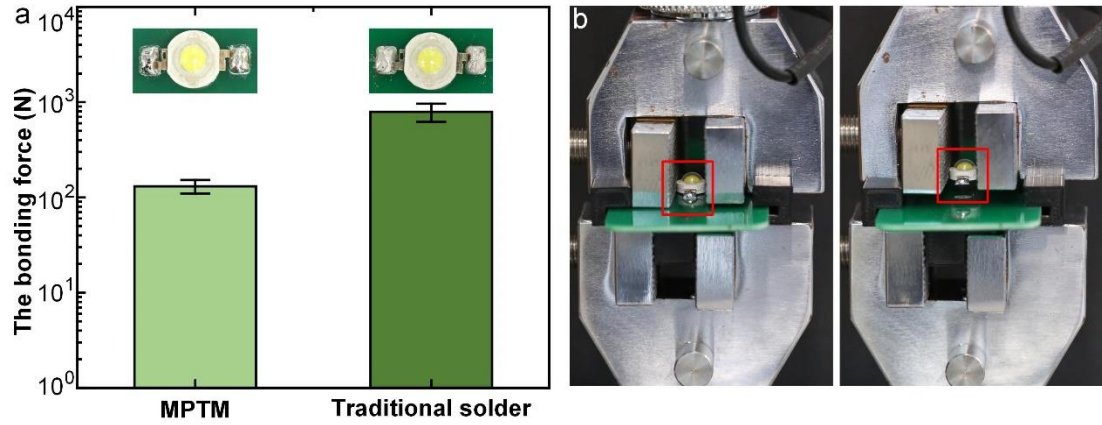 a
The bonding force (N)
10⁴
10³
10²
10¹
10⁰
MPTM
Traditional solder
b